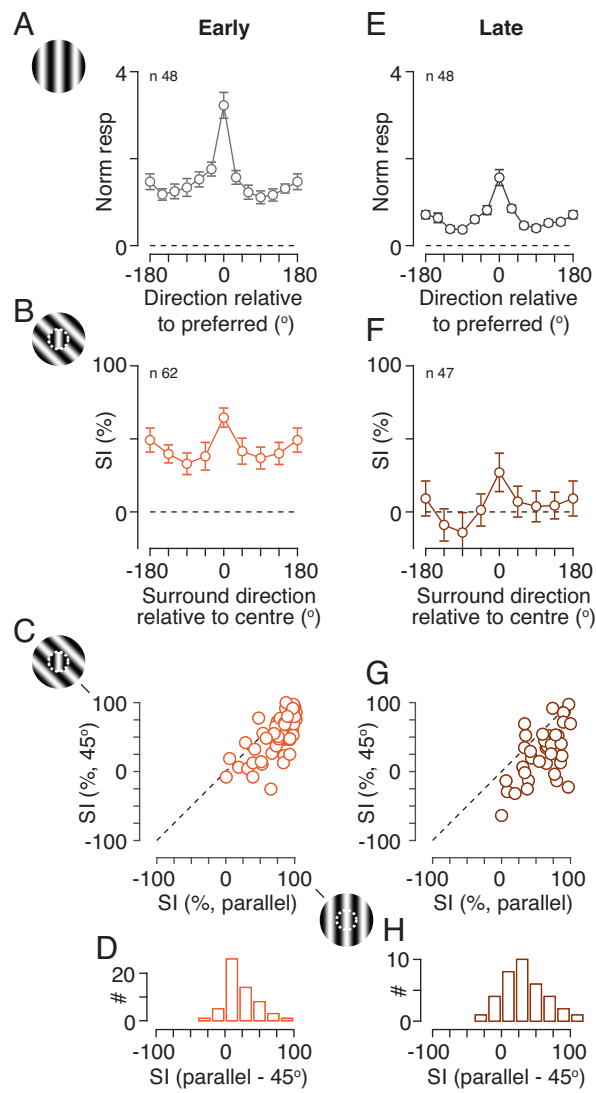 A
Early
E
Late
4
n 48
Norm resp
0
-180
0
180
Direction relative
to preferred (º)
4
n 48
Norm resp
0
-180
0
180
Direction relative
to preferred (º)
B
100
n 62
SI (%)
0
-180
0
180
Surround direction
relative to centre (º)
F
100
n 47
SI (%)
0
-180
0
180
Surround direction
relative to centre (º)
C
100
SI (%, 45º)
0
-100
-100
0
100
SI (%, parallel)
G
100
SI (%, 45º)
0
-100
-100
0
100
SI (%, parallel)
D
20
#
0
-100
0
100
SI (parallel - 45º)
H
10
#
0
-100
0
100
SI (parallel - 45º)